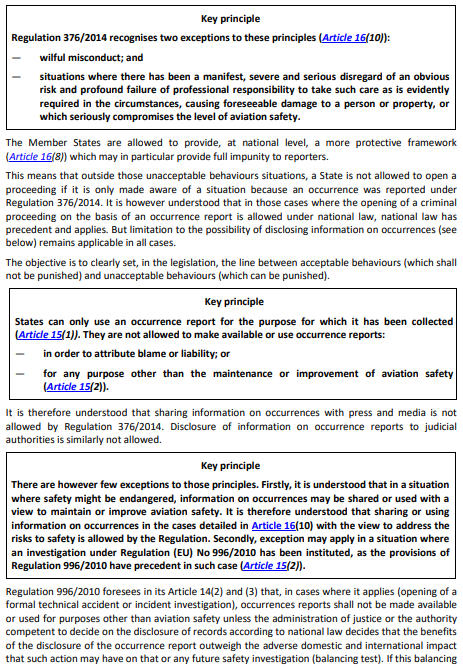 Key principle
Regulation 376/2014 recognises two exceptions to these principles (Article 16(10)):
— wilful misconduct; and
— situations where there has been a manifest, severe and serious disregard of an obvious
risk and profound failure of professional responsibility to take such care as is evidently
required in the circumstances, causing foreseeable damage to a person or property, or
which seriously compromises the level of aviation safety.
The Member States are allowed to provide, at national level, a more protective framework
(Article 16(8)) which may in particular provide full impunity to reporters.
This means that outside those unacceptable behaviours situations, a State is not allowed to open a
proceeding if it is only made aware of a situation because an occurrence was reported under
Regulation 376/2014. It is however understood that in those cases where the opening of a criminal
proceeding on the basis of an occurrence report is allowed under national law, national law has
precedent and applies. But limitation to the possibility of disclosing information on occurrences (see
below) remains applicable in all cases.
The objective is to clearly set, in the legislation, the line between acceptable behaviours (which shall
not be punished) and unacceptable behaviours (which can be punished).
Key principle
States can only use an occurrence report for the purpose for which it has been collected
(Article 15(1)). They are not allowed to make available or use occurrence reports:
— in order to attribute blame or liability; or
— for any purpose other than the maintenance or improvement of aviation safety
(Article 15(2)).
It is therefore understood that sharing information on occurrences with press and media is not
allowed by Regulation 376/2014. Disclosure of information on occurrence reports to judicial
authorities is similarly not allowed.
Key principle
There are however few exceptions to those principles. Firstly, it is understood that in a situation
where safety might be endangered, information on occurrences may be shared or used with a
view to maintain or improve aviation safety. It is therefore understood that sharing or using
information on occurrences in the cases detailed in Article 16(10) with the view to address the
risks to safety is allowed by the Regulation. Secondly, exception may apply in a situation where
an investigation under Regulation (EU) No 996/2010 has been instituted, as the provisions of
Regulation 996/2010 have precedent in such case (Article 15(2)).
Regulation 996/2010 foresees in its Article 14(2) and (3) that, in cases where it applies (opening of a
formal technical accident or incident investigation), occurrences reports shall not be made available
or used for purposes other than aviation safety unless the administration of justice or the authority
competent to decide on the disclosure of records according to national law decides that the benefits
of the disclosure of the occurrence report outweigh the adverse domestic and international impact
that such action may have on that or any future safety investigation (balancing test). If this balancing